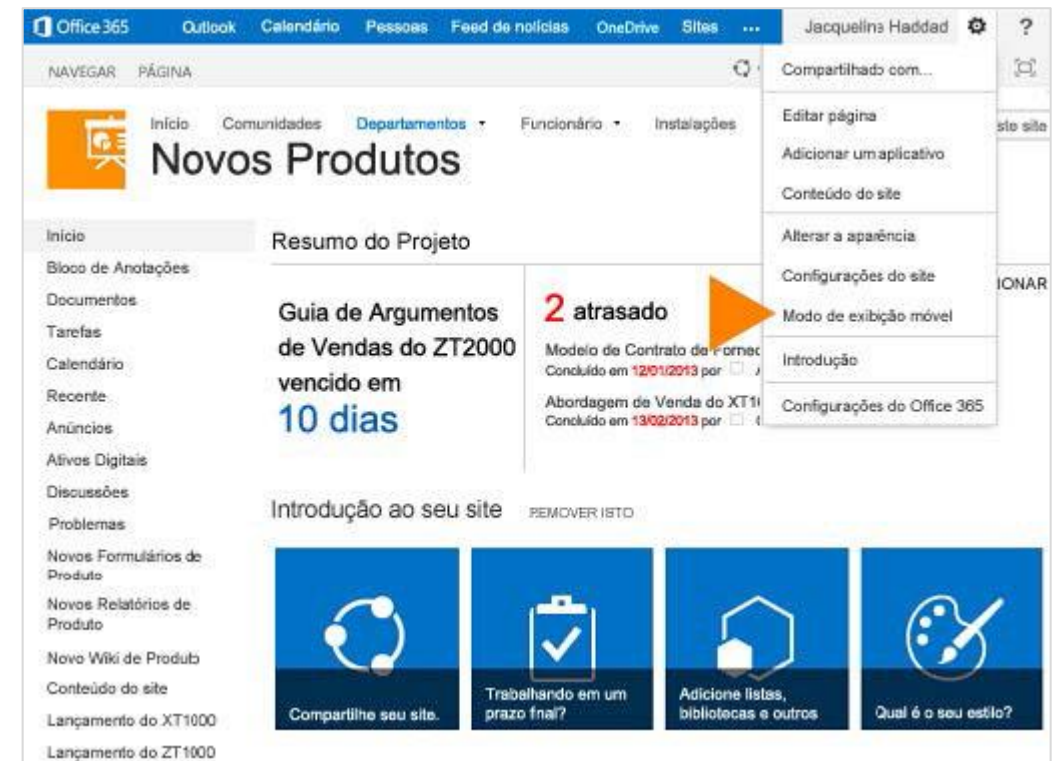 Office 365 Outlook Calendário Pessoas Feed de notícias OneDrive Sites ... Jacqueline Haddad ?
NAVEGAR PÁGINA
Compartilhado com...
Editar página
Adicionar um aplicativo
Conteúdo do site
Alterar a aparência
Configurações do site
Modo de exibição móvel
Introdução
Configurações do Office 365
Início Comunidades Departamentos Funcionário Instalações
site
Novos Produtos
Início
Bloco de Anotações
Documentos
Tarefas
Calendário
Recente
Anúncios
Ativos Digitais
Discussões
Problemas
Novos Formulários de
Produto
Novos Relatórios de
Produto
Novo Wiki de Produto
Conteúdo do site
Lançamento do XT1000
Lançamento do ZT1000
Resumo do Projeto
IONAR
Guia de Argumentos
de Vendas do ZT2000
vencido em
10 dias
2 atrasado
Modelo de Contrato de Fornec
Concluído em 12/01/2013 por
Abordagem de Venda do XT1
Concluído em 13/02/2013 por
Introdução ao seu site REMOVER ISTO
Compartilhe seu site.
Trabalhando em um
prazo final?
Adicione listas,
bibliotecas e outros
Qual é o seu estilo?